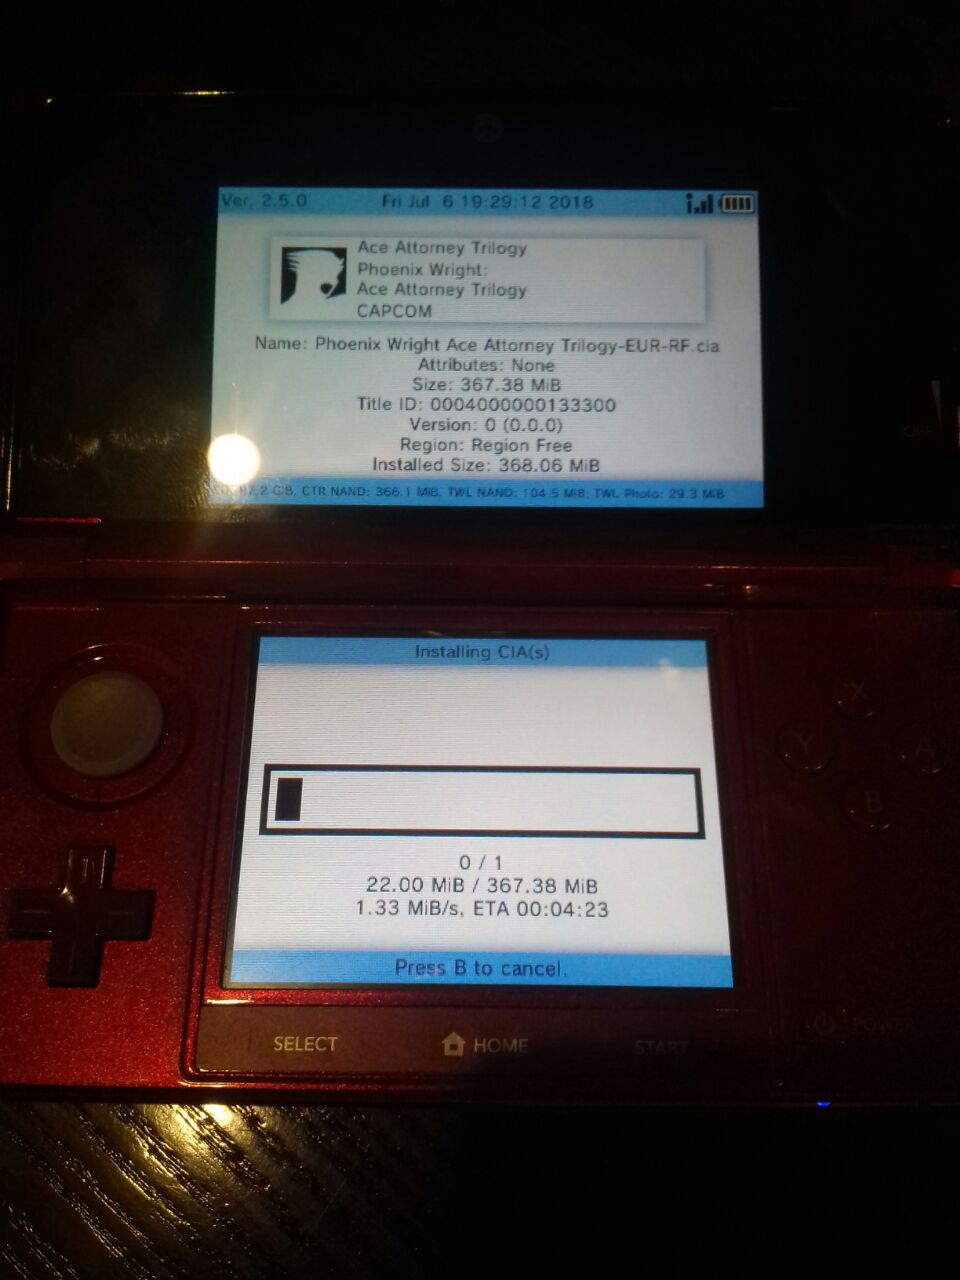 Ver. 2.5.0 Fri Jul 6 19:29:12 2018
Ace Attorney Trilogy
Phoenix Wright:
Ace Attorney Trilogy
CAPCOM
Name: Phoenix Wright Ace Attorney Trilogy-EUR-RF.cia
Attributes: None
Size: 367.38 MiB
Title ID: 0004000000133300
Version: 0 (0.0.0)
Region: Region Free
Installed Size: 368.06 MiB
GiB, CTR NAND: 366.1 MiB, TWL NAND: 104.5 MiB, TWL Photo: 29.3 MiB
OFF
Installing CIA(s)
0 / 1
22.00 MiB / 367.38 MiB
1.33 MiB/s, ETA 00:04:23
Press B to cancel.
X
Y
A
B
SELECT
HOME
START
POWER